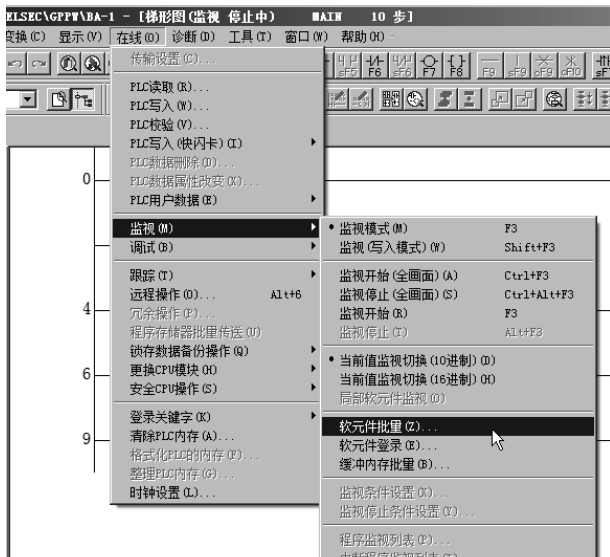 ELSEC\GPPW\BA-1 - [梯形图(监视 停止中) MAIN 10 步]
变换(C) 显示(V) 在线(O) 诊断(D) 工具(T) 窗口(W) 帮助(H)
sF5 F6 sF6 F7 F8 F9 sF9 cF9 cF10 sF7
传输设置(C)...
PLC读取(R)...
PLC写入(W)...
PLC校验(V)...
PLC写入(快闪卡)(I)
PLC数据删除(D)...
PLC数据属性改变(X)...
PLC用户数据(E)
监视(M)
调试(B)
跟踪(T)
远程操作(O)... Alt+6
冗余操作(P)...
程序存储器批量传送(U)
锁存数据备份操作(Q)
更换CPU模块(H)
安全CPU操作(S)
登录关键字(K)
清除PLC内存(A)...
格式化PLC的内存(F)...
整理PLC内存(G)...
时钟设置(L)...
0
4
6
9
监视模式(M) F3
监视(写入模式)(W) Shift+F3
监视开始(全画面)(A) Ctrl+F3
监视停止(全画面)(S) Ctrl+Alt+F3
监视开始(R) F3
监视停止(T) Alt+F3
当前值监视切换(10进制)(D)
当前值监视切换(16进制)(H)
局部软元件监视(O)
软元件批量(Z)...
软元件登录(E)...
缓冲内存批量(B)...
监视条件设置(X)...
监视停止条件设置(Y)...
程序监视列表(P)...